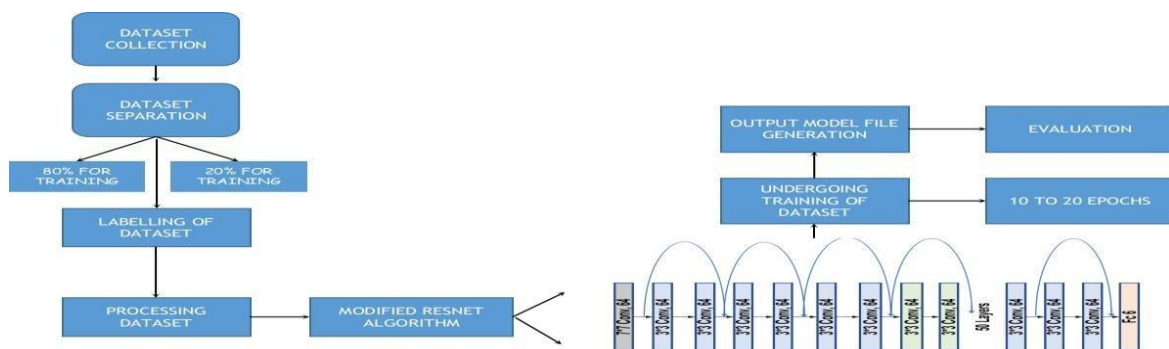 DATASET
COLLECTION
DATASET
SEPARATION
80% FOR
TRAINING
20% FOR
TRAINING
LABELLING OF
DATASET
PROCESSING
DATASET
MODIFIED RESNET
ALGORITHM
OUTPUT MODEL FILE
GENERATION
EVALUATION
UNDERGOING
TRAINING OF
DATASET
10 TO 20 EPOCHS
7*7 Conv, 64
3*3 Conv, 64
3*3 Conv, 64
3*3 Conv, 64
3*3 Conv, 64
3*3 Conv, 64
3*3 Conv, 64
3*3 Conv, 64
3*3 Conv, 64
50 Layers
3*3 Conv, 64
3*3 Conv, 64
3*3 Conv, 64
Fc 6